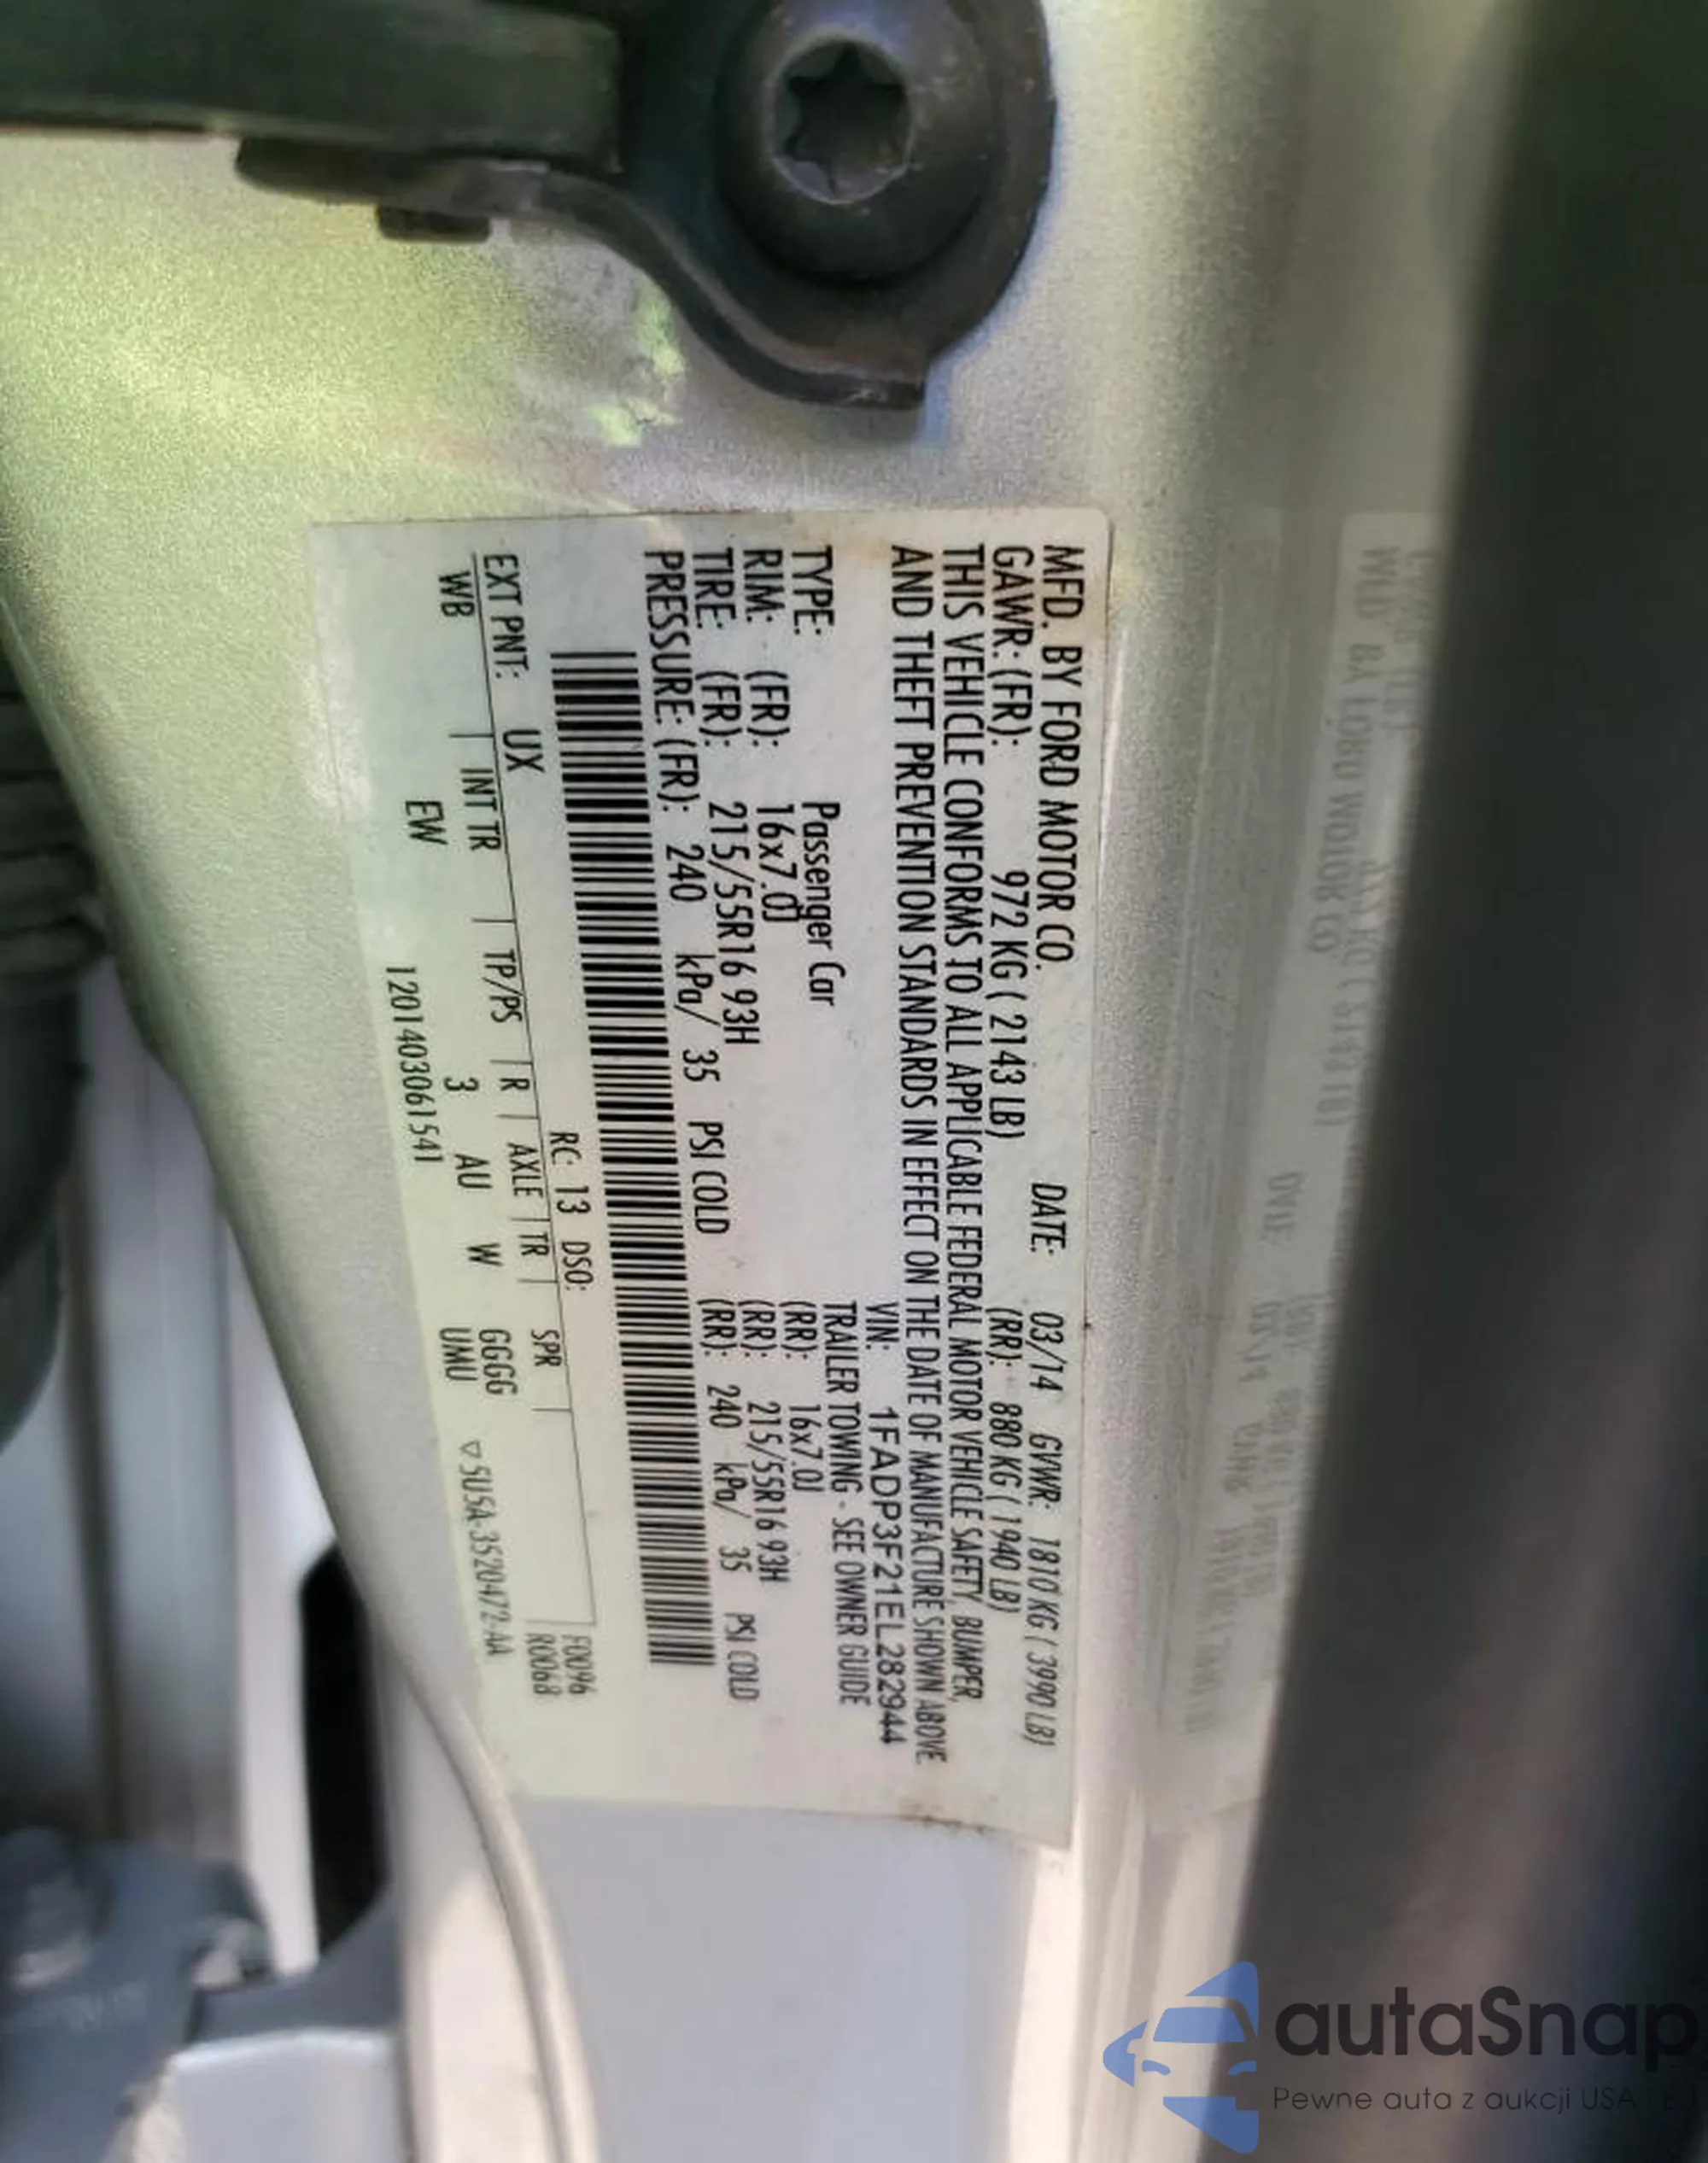 MFD. BY FORD MOTOR CO. DATE: 03/14 GVWR: 1810 KG ( 3990 LB)
GAWR: (FR): 972 KG ( 2143 LB) (RR): 880 KG ( 1940 LB)
THIS VEHICLE CONFORMS TO ALL APPLICABLE FEDERAL MOTOR VEHICLE SAFETY, BUMPER,
AND THEFT PREVENTION STANDARDS IN EFFECT ON THE DATE OF MANUFACTURE SHOWN ABOVE.
VIN: 1FADP3F21EL282944
TYPE: Passenger Car TRAILER TOWING - SEE OWNER GUIDE
RIM: (FR): 16x7.0J (RR): 16x7.0J
TIRE: (FR): 215/55R16 93H (RR): 215/55R16 93H
PRESSURE: (FR): 240 kPa/ 35 PSI COLD (RR): 240 kPa/ 35 PSI COLD
F0096
EXT PNT: UX RC: 13 DSO: R0068
WB INT TR TP/PS R AXLE TR SPR
EW 3 AU W GGGG
UMU
1201403061541 ▽5U5A-3520472-AA
autaSnap
Pewne auta z aukcji USA